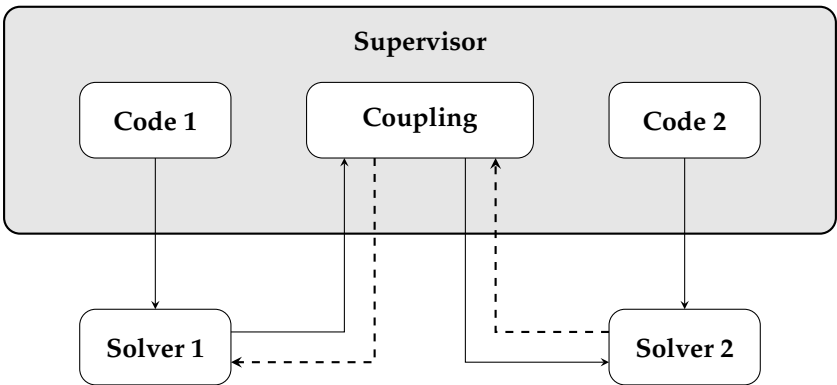 Supervisor
Code 1
Coupling
Code 2
Solver 1
Solver 2